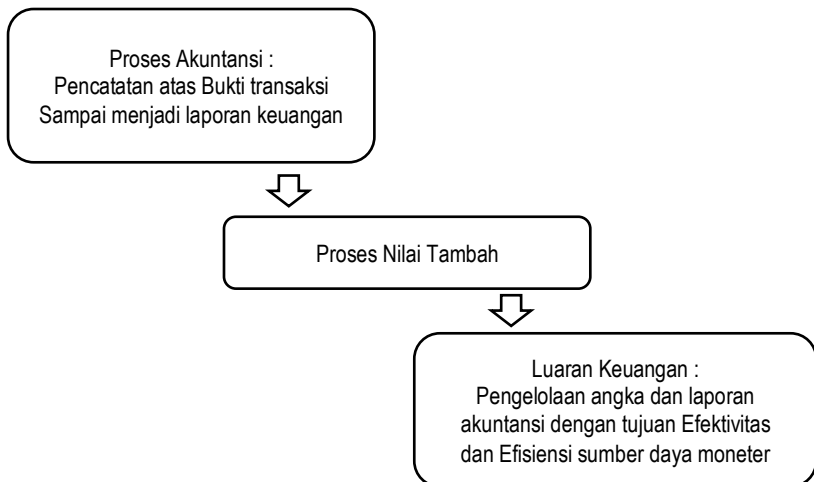 Proses Akuntansi :
Pencatatan atas Bukti transaksi
Sampai menjadi laporan keuangan
Proses Nilai Tambah
Luaran Keuangan :
Pengelolaan angka dan laporan
akuntansi dengan tujuan Efektivitas
dan Efisiensi sumber daya moneter